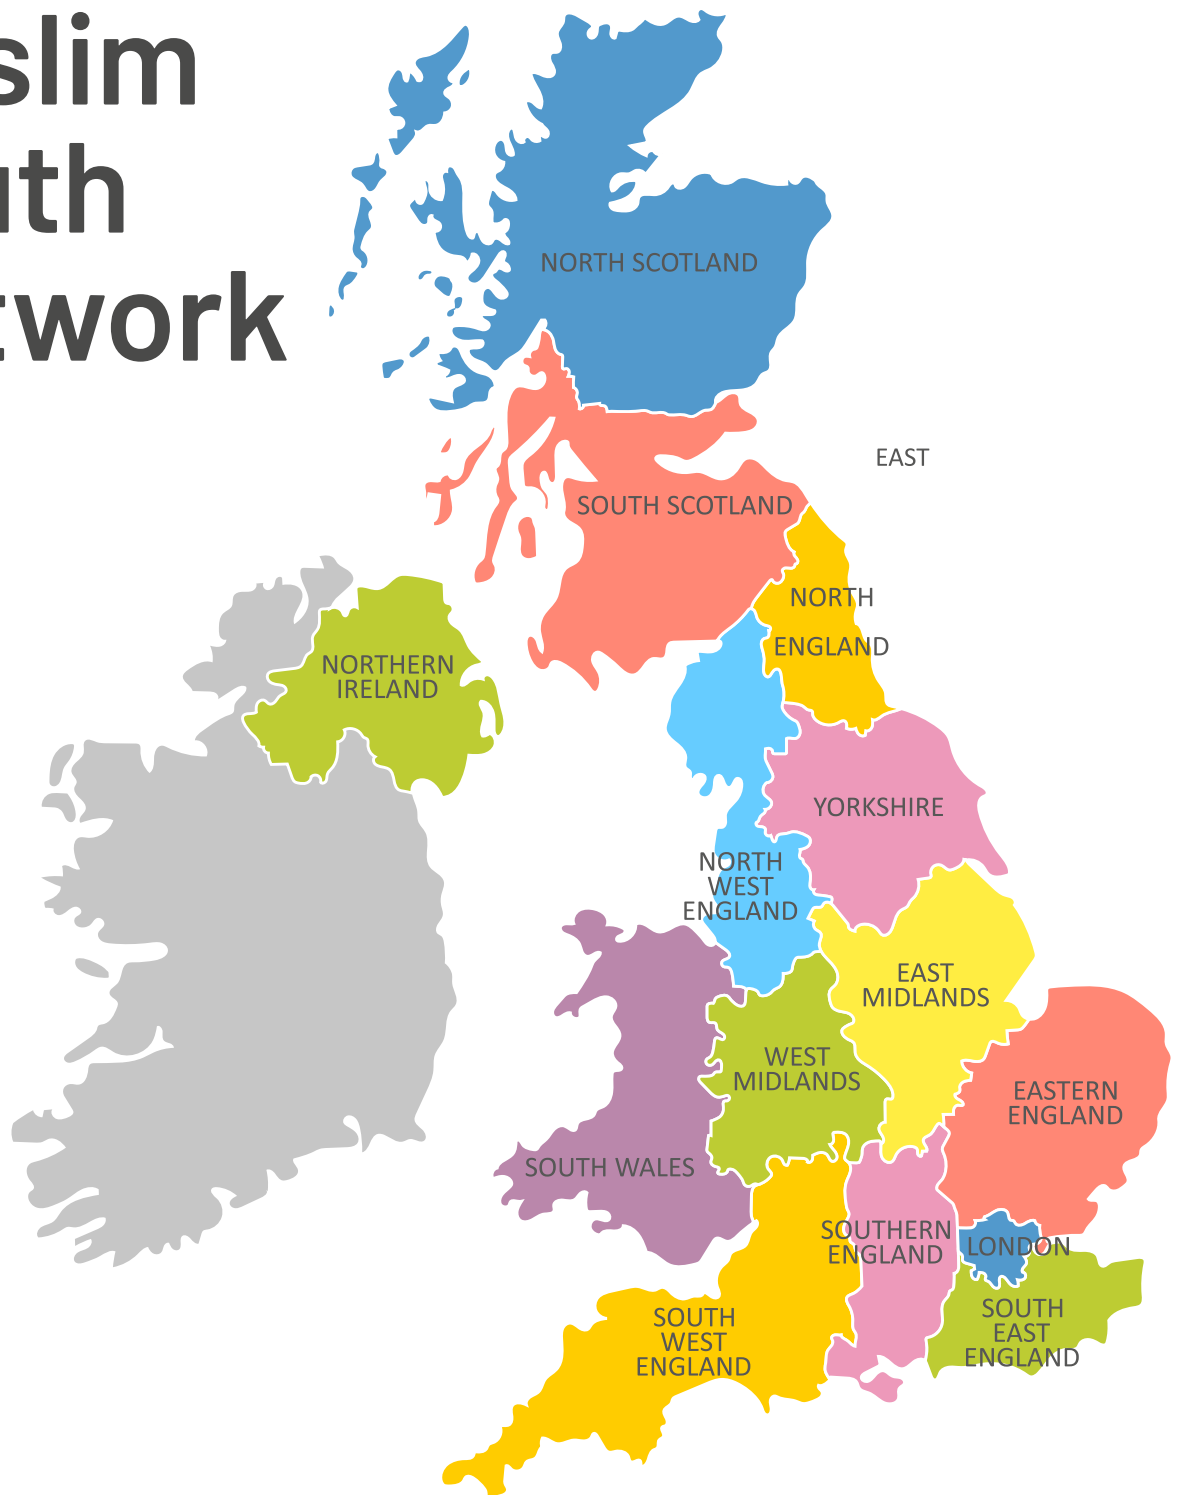 slim
uth
twork
NORTH SCOTLAND
EAST
SOUTH SCOTLAND
NORTH
ENGLAND
NORTHERN
IRELAND
YORKSHIRE
NORTH
WEST
ENGLAND
EAST
MIDLANDS
WEST
MIDLANDS
EASTERN
ENGLAND
SOUTH WALES
SOUTHERN
ENGLAND
LONDON
SOUTH
WEST
ENGLAND
SOUTH
EAST
ENGLAND